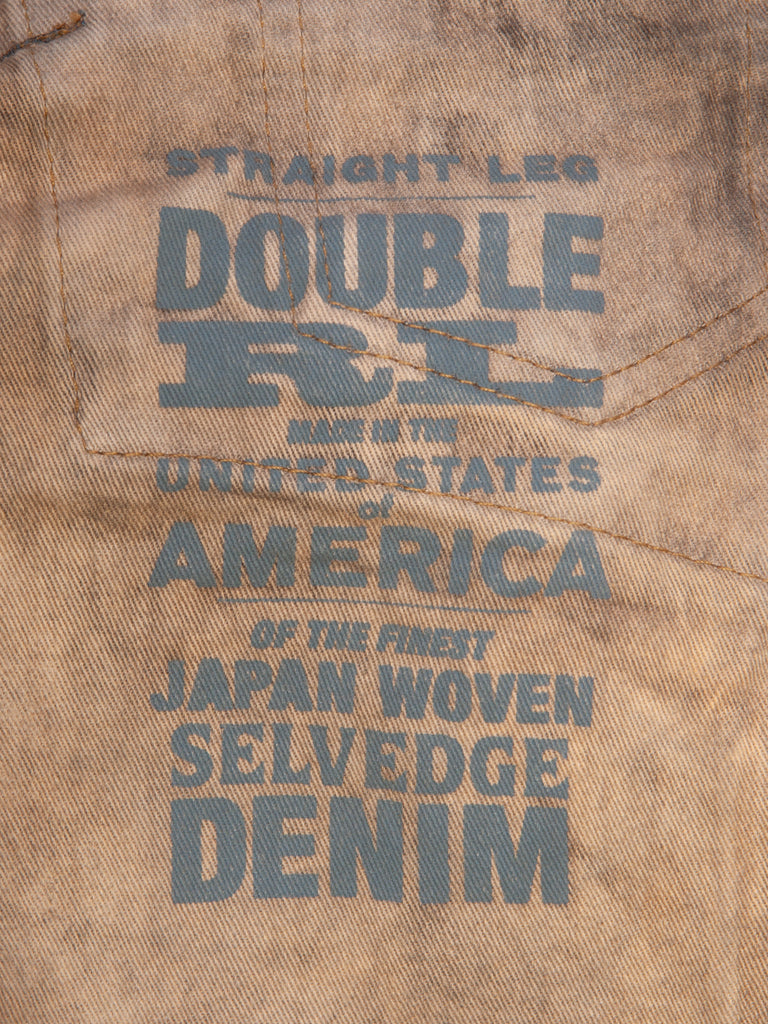 STRAIGHT LEG
DOUBLE
RL
MADE IN THE
UNITED STATES
of
AMERICA
OF THE FINEST
JAPAN WOVEN
SELVEDGE
DENIM